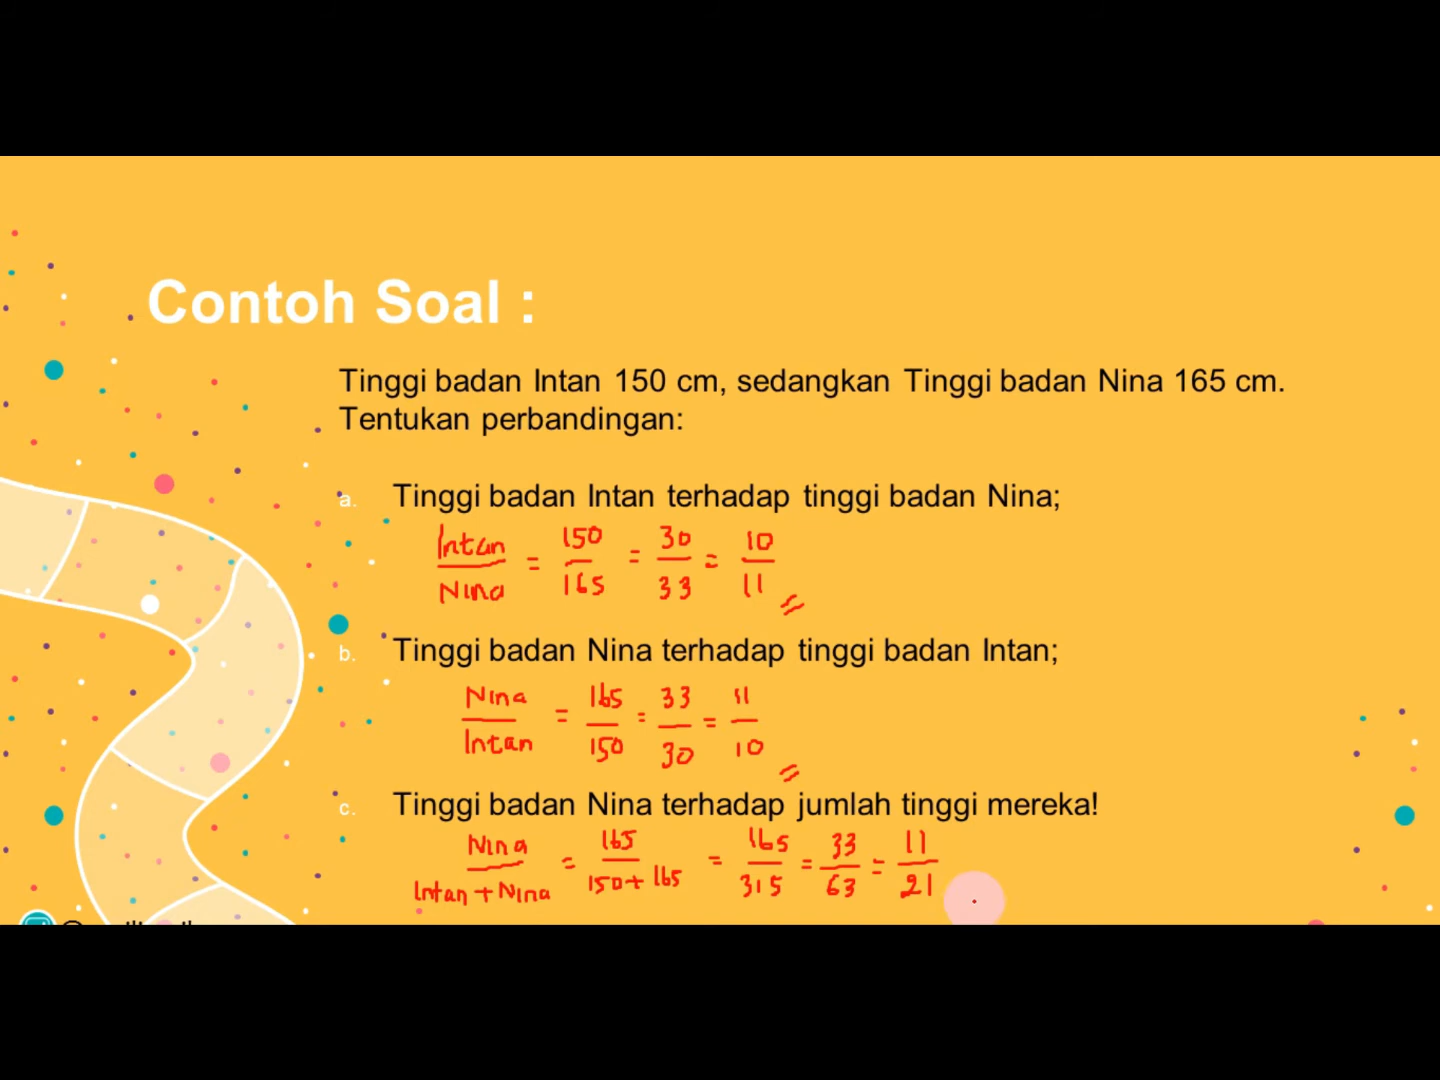 Contoh Soal :
Tinggi badan Intan 150 cm, sedangkan Tinggi badan Nina 165 cm.
Tentukan perbandingan:
a. Tinggi badan Intan terhadap tinggi badan Nina;
Intan/Nina = 150/165 = 30/33 = 10/11
b. Tinggi badan Nina terhadap tinggi badan Intan;
Nina/Intan = 165/150 = 33/30 = 11/10
c. Tinggi badan Nina terhadap jumlah tinggi mereka!
Nina/Intan + Nina = 165/150 + 165 = 165/315 = 33/63 = 11/21